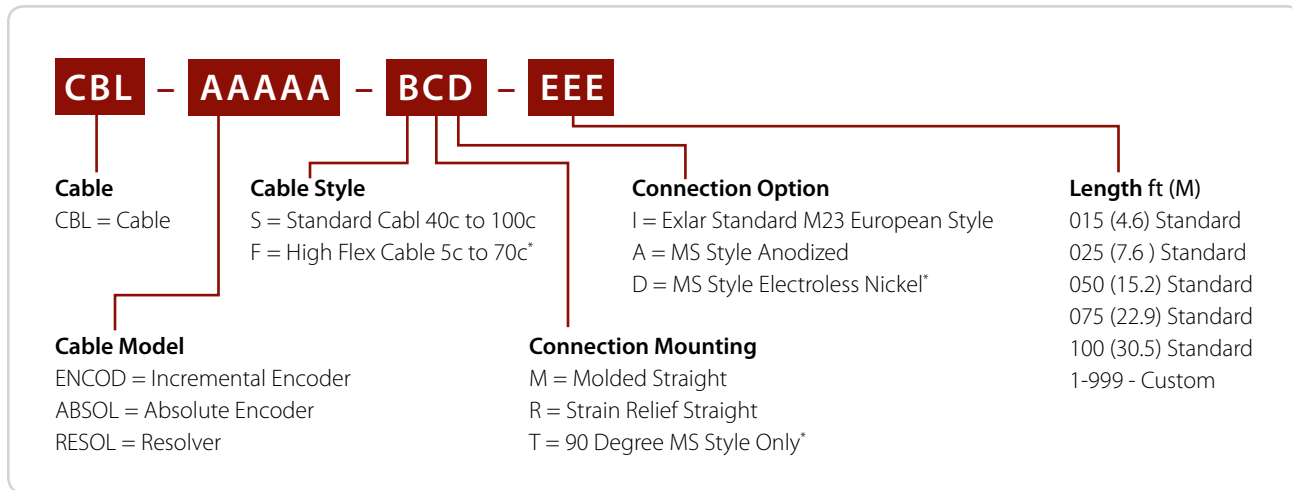 CBL – AAAAA – BCD – EEE
Cable
CBL = Cable
Cable Style
S = Standard Cabl 40c to 100c
F = High Flex Cable 5c to 70c*
Connection Option
I = Exlar Standard M23 European Style
A = MS Style Anodized
D = MS Style Electroless Nickel*
Length ft (M)
015 (4.6) Standard
025 (7.6 ) Standard
050 (15.2) Standard
075 (22.9) Standard
100 (30.5) Standard
1-999 - Custom
Cable Model
ENCOD = Incremental Encoder
ABSOL = Absolute Encoder
RESOL = Resolver
Connection Mounting
M = Molded Straight
R = Strain Relief Straight
T = 90 Degree MS Style Only*